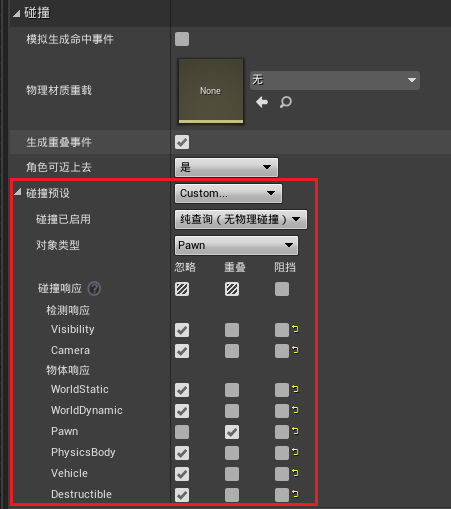 碰撞
模拟生成命中事件
物理材质重载
None
无
生成重叠事件
角色可迈上去
是
碰撞预设
Custom...
碰撞已启用
纯查询（无物理碰撞）
对象类型
Pawn
忽略 重叠 阻挡
碰撞响应 ?
检测响应
Visibility
Camera
物体响应
WorldStatic
WorldDynamic
Pawn
PhysicsBody
Vehicle
Destructible